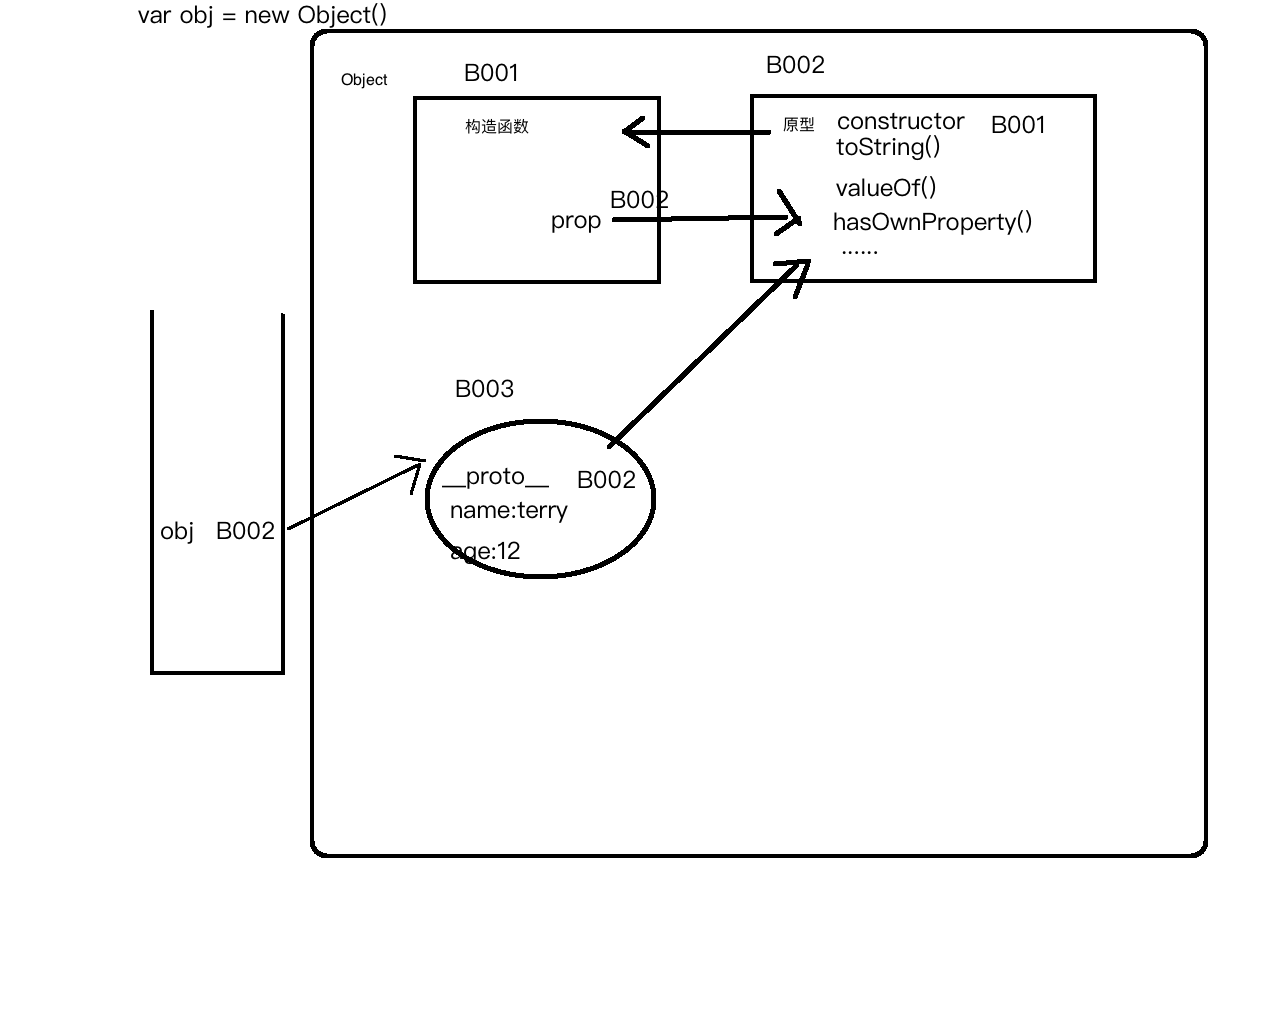 var obj = new Object()
Object
B001
B002
构造函数
原型
constructor
B001
toString()
valueOf()
B002
prop
hasOwnProperty()
......
B003
__proto__
B002
name:terry
obj
B002
age:12